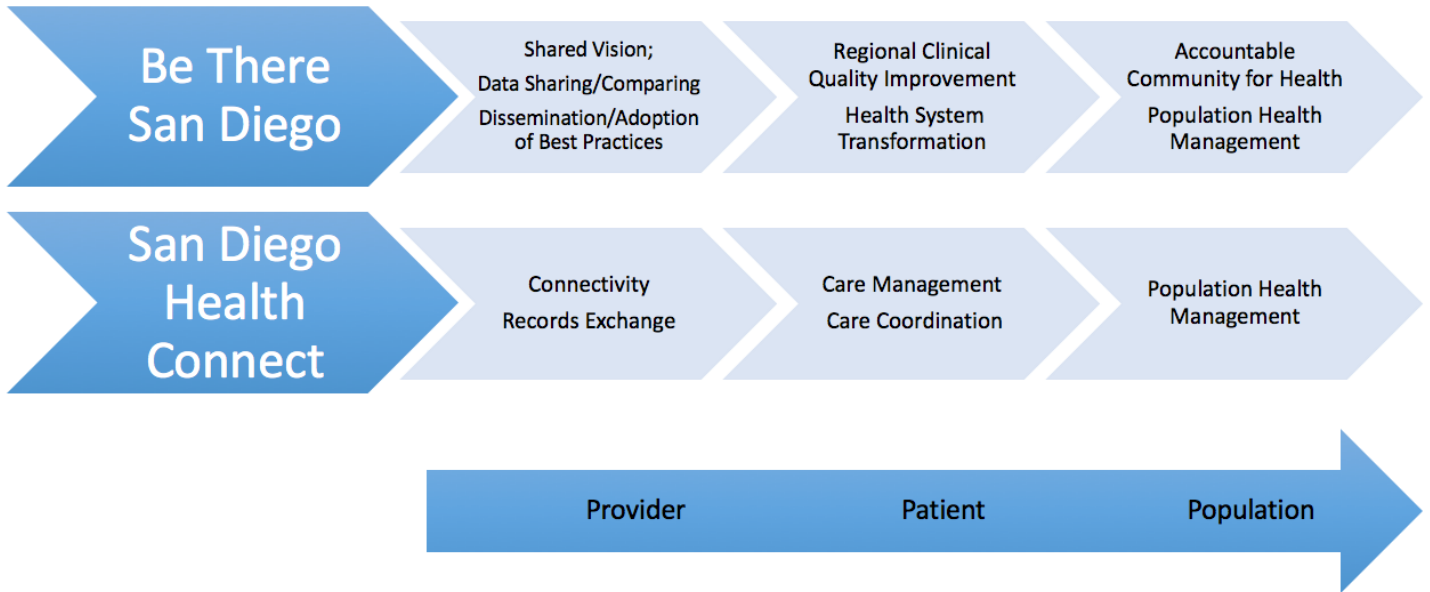 Be There
San Diego
Shared Vision;
Data Sharing/Comparing
Dissemination/Adoption
of Best Practices
Regional Clinical
Quality Improvement
Health System
Transformation
Accountable
Community for Health
Population Health
Management
San Diego
Health
Connect
Connectivity
Records Exchange
Care Management
Care Coordination
Population Health
Management
Provider
Patient
Population